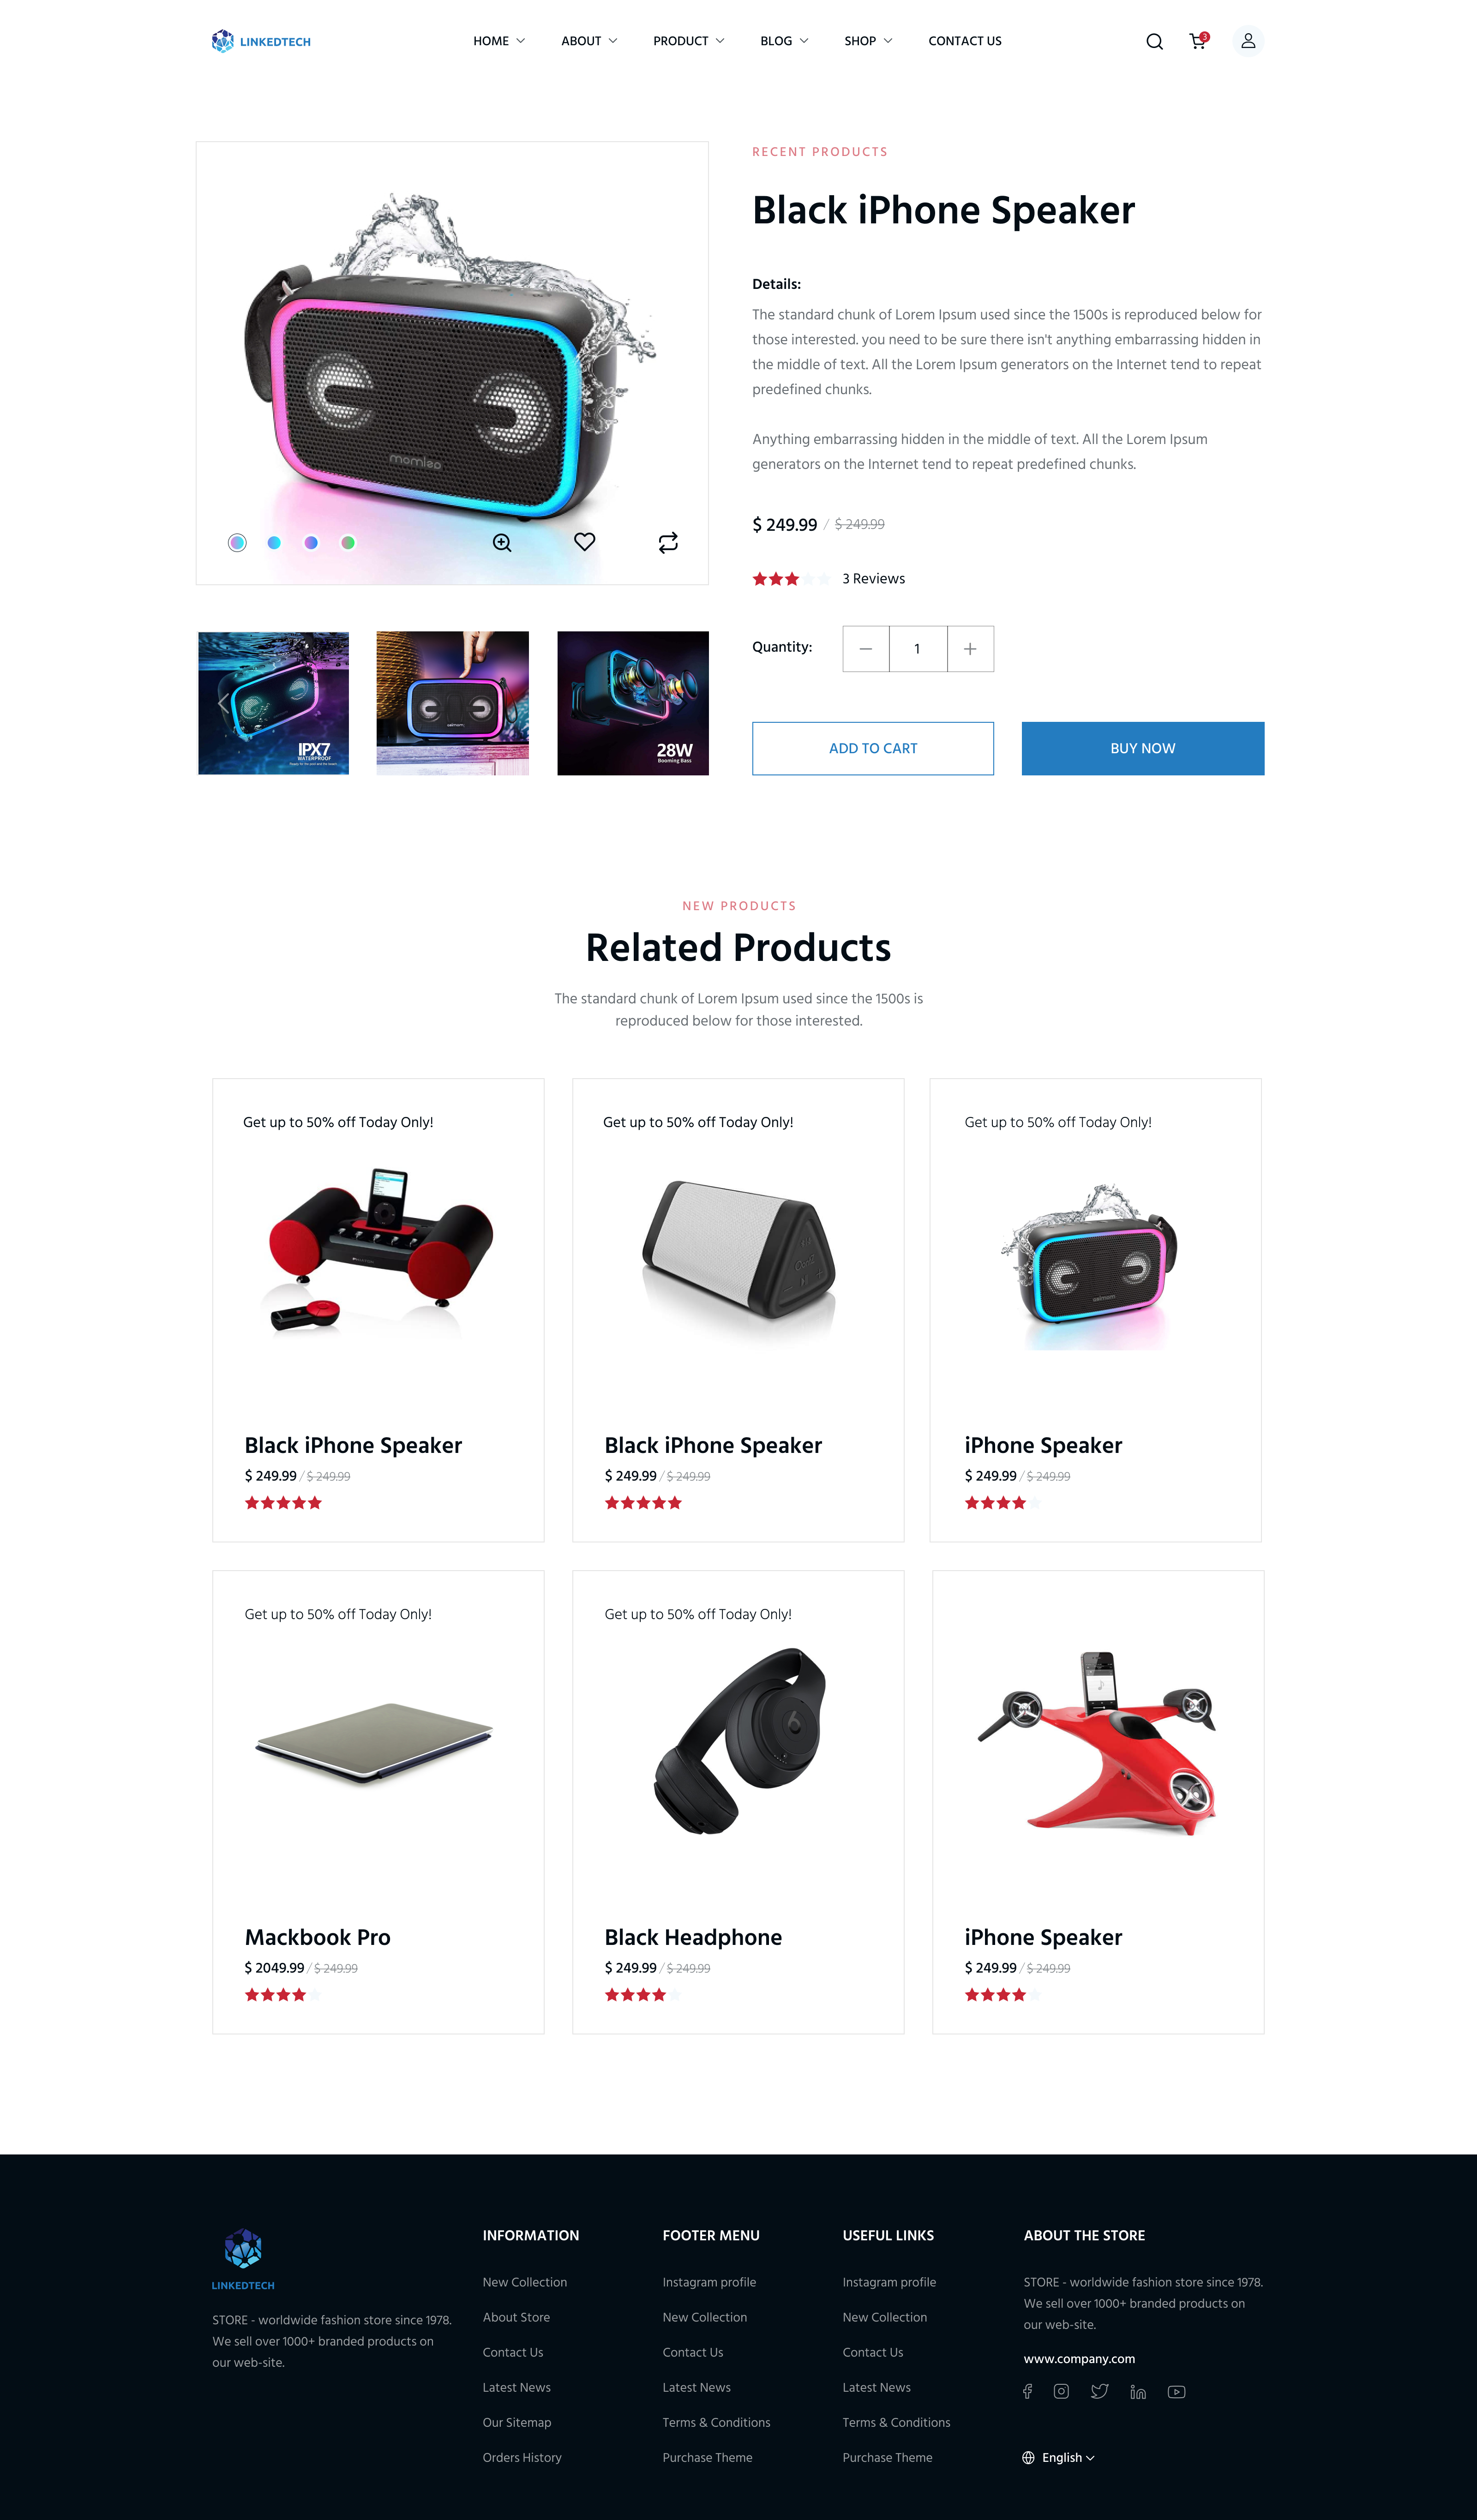 LINKEDTECH
HOME
ABOUT
PRODUCT
BLOG
SHOP
CONTACT US
3
RECENT PRODUCTS
Black iPhone Speaker
Details:
The standard chunk of Lorem Ipsum used since the 1500s is reproduced below for
those interested. you need to be sure there isn't anything embarrassing hidden in
the middle of text. All the Lorem Ipsum generators on the Internet tend to repeat
predefined chunks.
Anything embarrassing hidden in the middle of text. All the Lorem Ipsum
generators on the Internet tend to repeat predefined chunks.
$ 249.99 / $ 249.99
3 Reviews
Quantity:
1
IPX7
WATERPROOF
28W
Booming Bass
ADD TO CART
BUY NOW
NEW PRODUCTS
Related Products
The standard chunk of Lorem Ipsum used since the 1500s is
reproduced below for those interested.
Get up to 50% off Today Only!
Black iPhone Speaker
$ 249.99 / $ 249.99
Get up to 50% off Today Only!
Black iPhone Speaker
$ 249.99 / $ 249.99
Get up to 50% off Today Only!
iPhone Speaker
$ 249.99 / $ 249.99
Get up to 50% off Today Only!
Mackbook Pro
$ 2049.99 / $ 249.99
Get up to 50% off Today Only!
Black Headphone
$ 249.99 / $ 249.99
iPhone Speaker
$ 249.99 / $ 249.99
LINKEDTECH
STORE - worldwide fashion store since 1978.
We sell over 1000+ branded products on
our web-site.
INFORMATION
New Collection
About Store
Contact Us
Latest News
Our Sitemap
Orders History
FOOTER MENU
Instagram profile
New Collection
Contact Us
Latest News
Terms & Conditions
Purchase Theme
USEFUL LINKS
Instagram profile
New Collection
Contact Us
Latest News
Terms & Conditions
Purchase Theme
ABOUT THE STORE
STORE - worldwide fashion store since 1978.
We sell over 1000+ branded products on
our web-site.
www.company.com
English